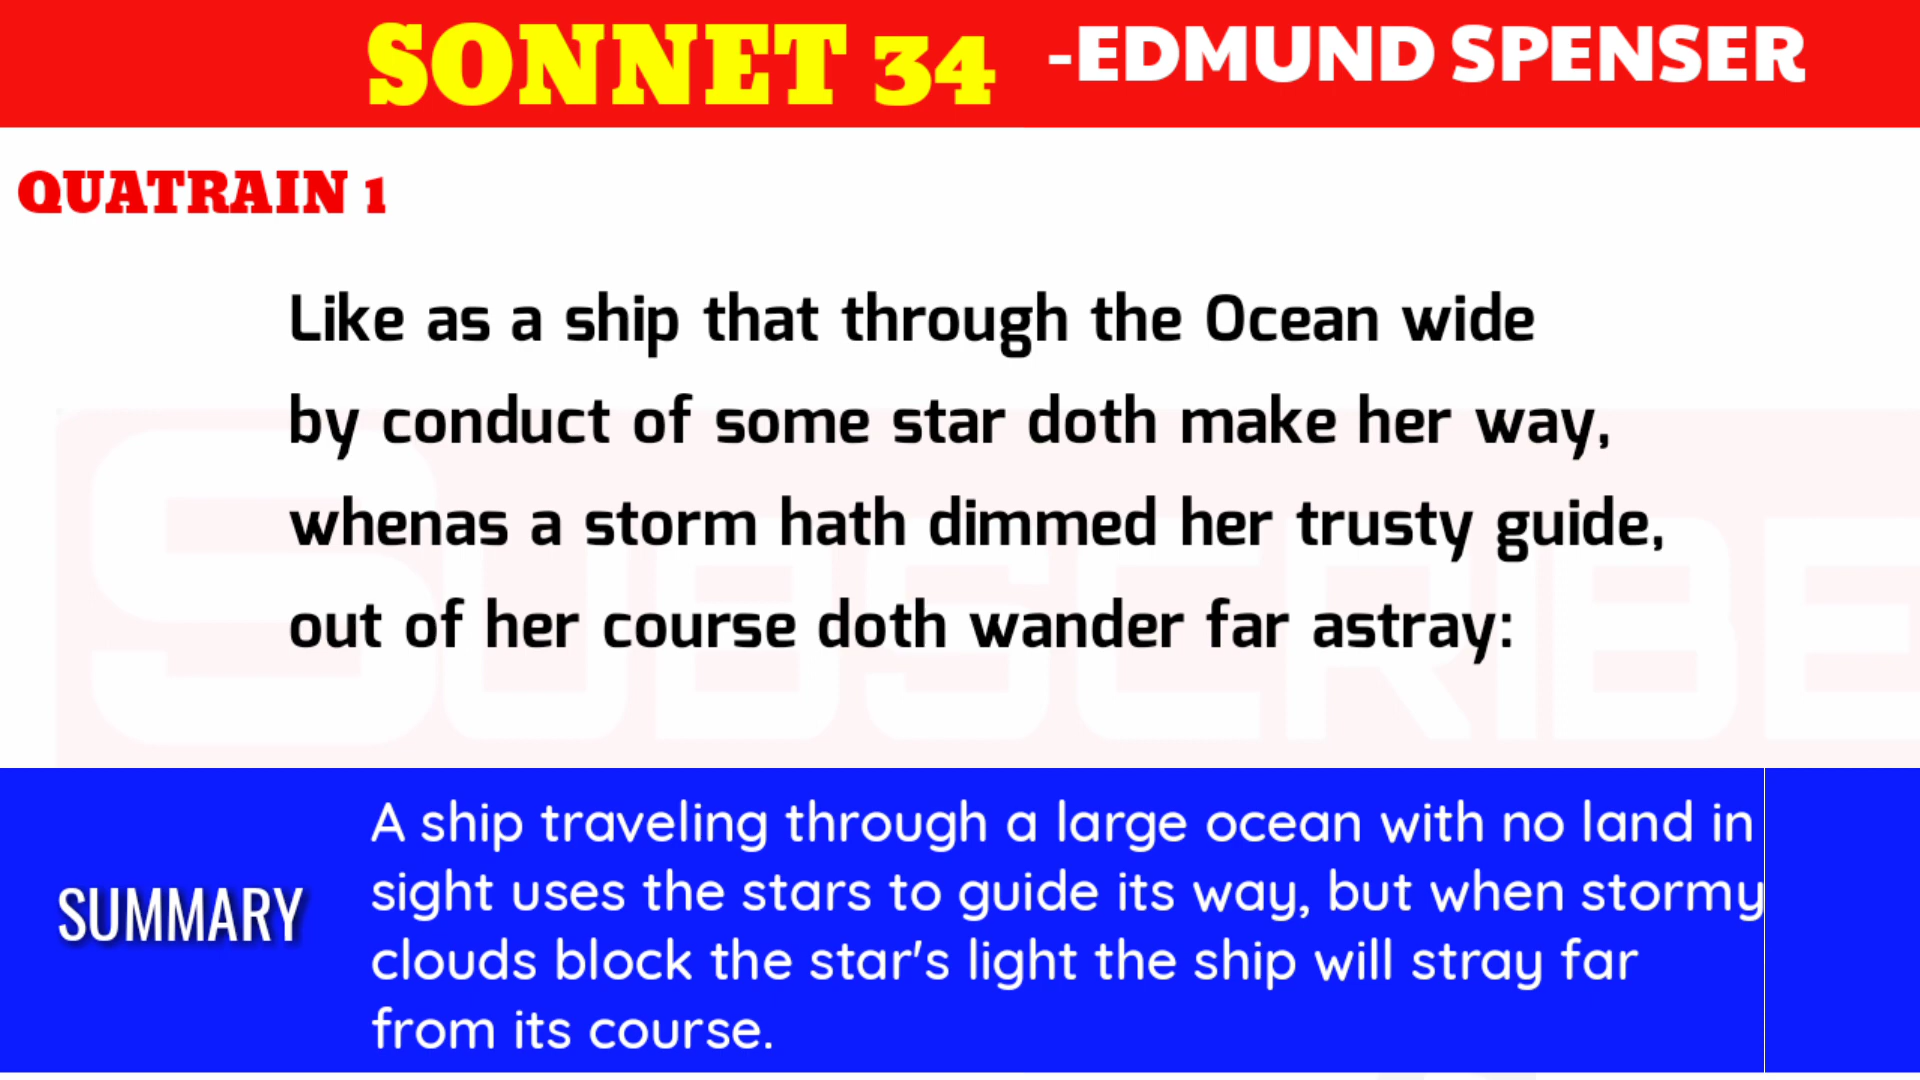 SONNET 34 -EDMUND SPENSER
QUATRAIN 1
Like as a ship that through the Ocean wide
by conduct of some star doth make her way,
whenas a storm hath dimmed her trusty guide,
out of her course doth wander far astray:
SUBSCRIBE
SUMMARY
A ship traveling through a large ocean with no land in
sight uses the stars to guide its way, but when stormy
clouds block the star's light the ship will stray far
from its course.